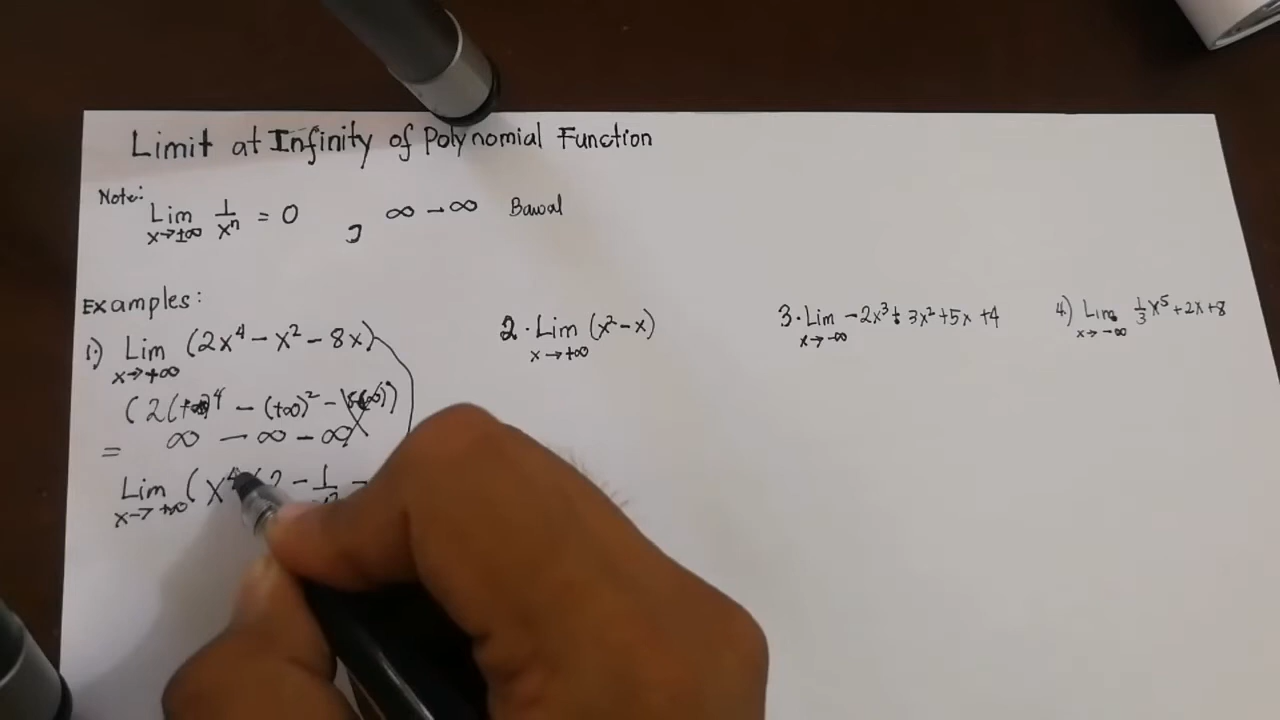 Limit at Infinity of Polynomial Function
Note: Lim x→±∞ 1/xⁿ = 0 , ∞ - ∞ Bawal
Examples:
1.) Lim x→+∞ (2x⁴ - x² - 8x)
(2(+∞)⁴ - (+∞)² -
= ∞ - ∞ - ∞
Lim x→+∞ (x⁴(2 - 1/x² -
2. Lim x→+∞ (x² - x)
3. Lim x→-∞ -2x³ + 3x² + 5x + 4
4.) Lim x→-∞ 1/3 x⁵ + 2x + 8